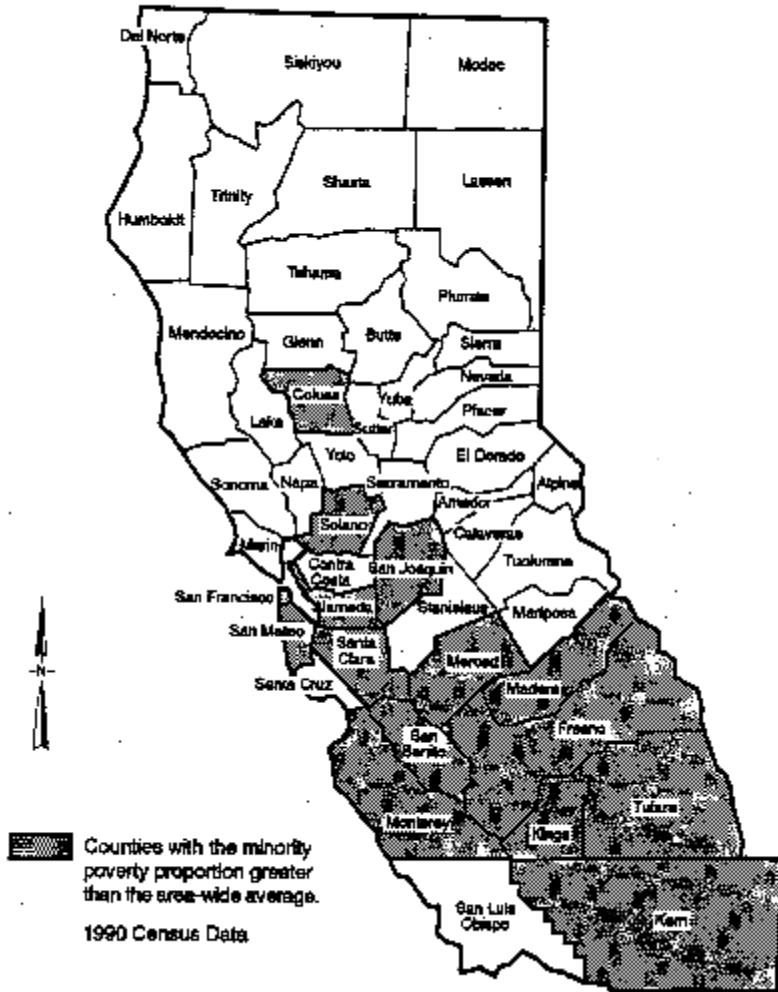 Del Norte
Siskiyou
Modoc
Humboldt
Trinity
Shasta
Lassen
Tehama
Plumas
Mendocino
Glenn
Butte
Sierra
Colusa
Yuba
Nevada
Lake
Sutter
Placer
Yolo
El Dorado
Sonoma
Napa
Sacramento
Alpine
Solano
Amador
Marin
Calaveras
Contra
Costa
San Joaquin
Tuolumne
San Francisco
Alameda
Stanislaus
Mariposa
San Mateo
Santa
Clara
Merced
Santa Cruz
Madera
San
Benito
Fresno
Tulare
Monterey
Kings
San Luis
Obispo
Kern
N
Counties with the minority
poverty proportion greater
than the area-wide average.
1990 Census Data